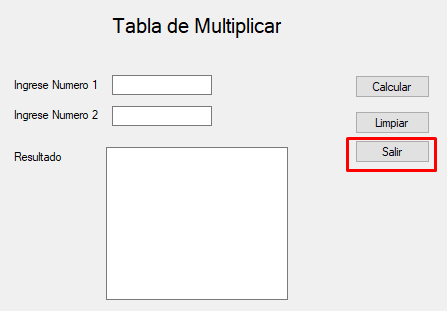 Tabla de Multiplicar
Ingrese Numero 1
Calcular
Ingrese Numero 2
Limpiar
Resultado
Salir